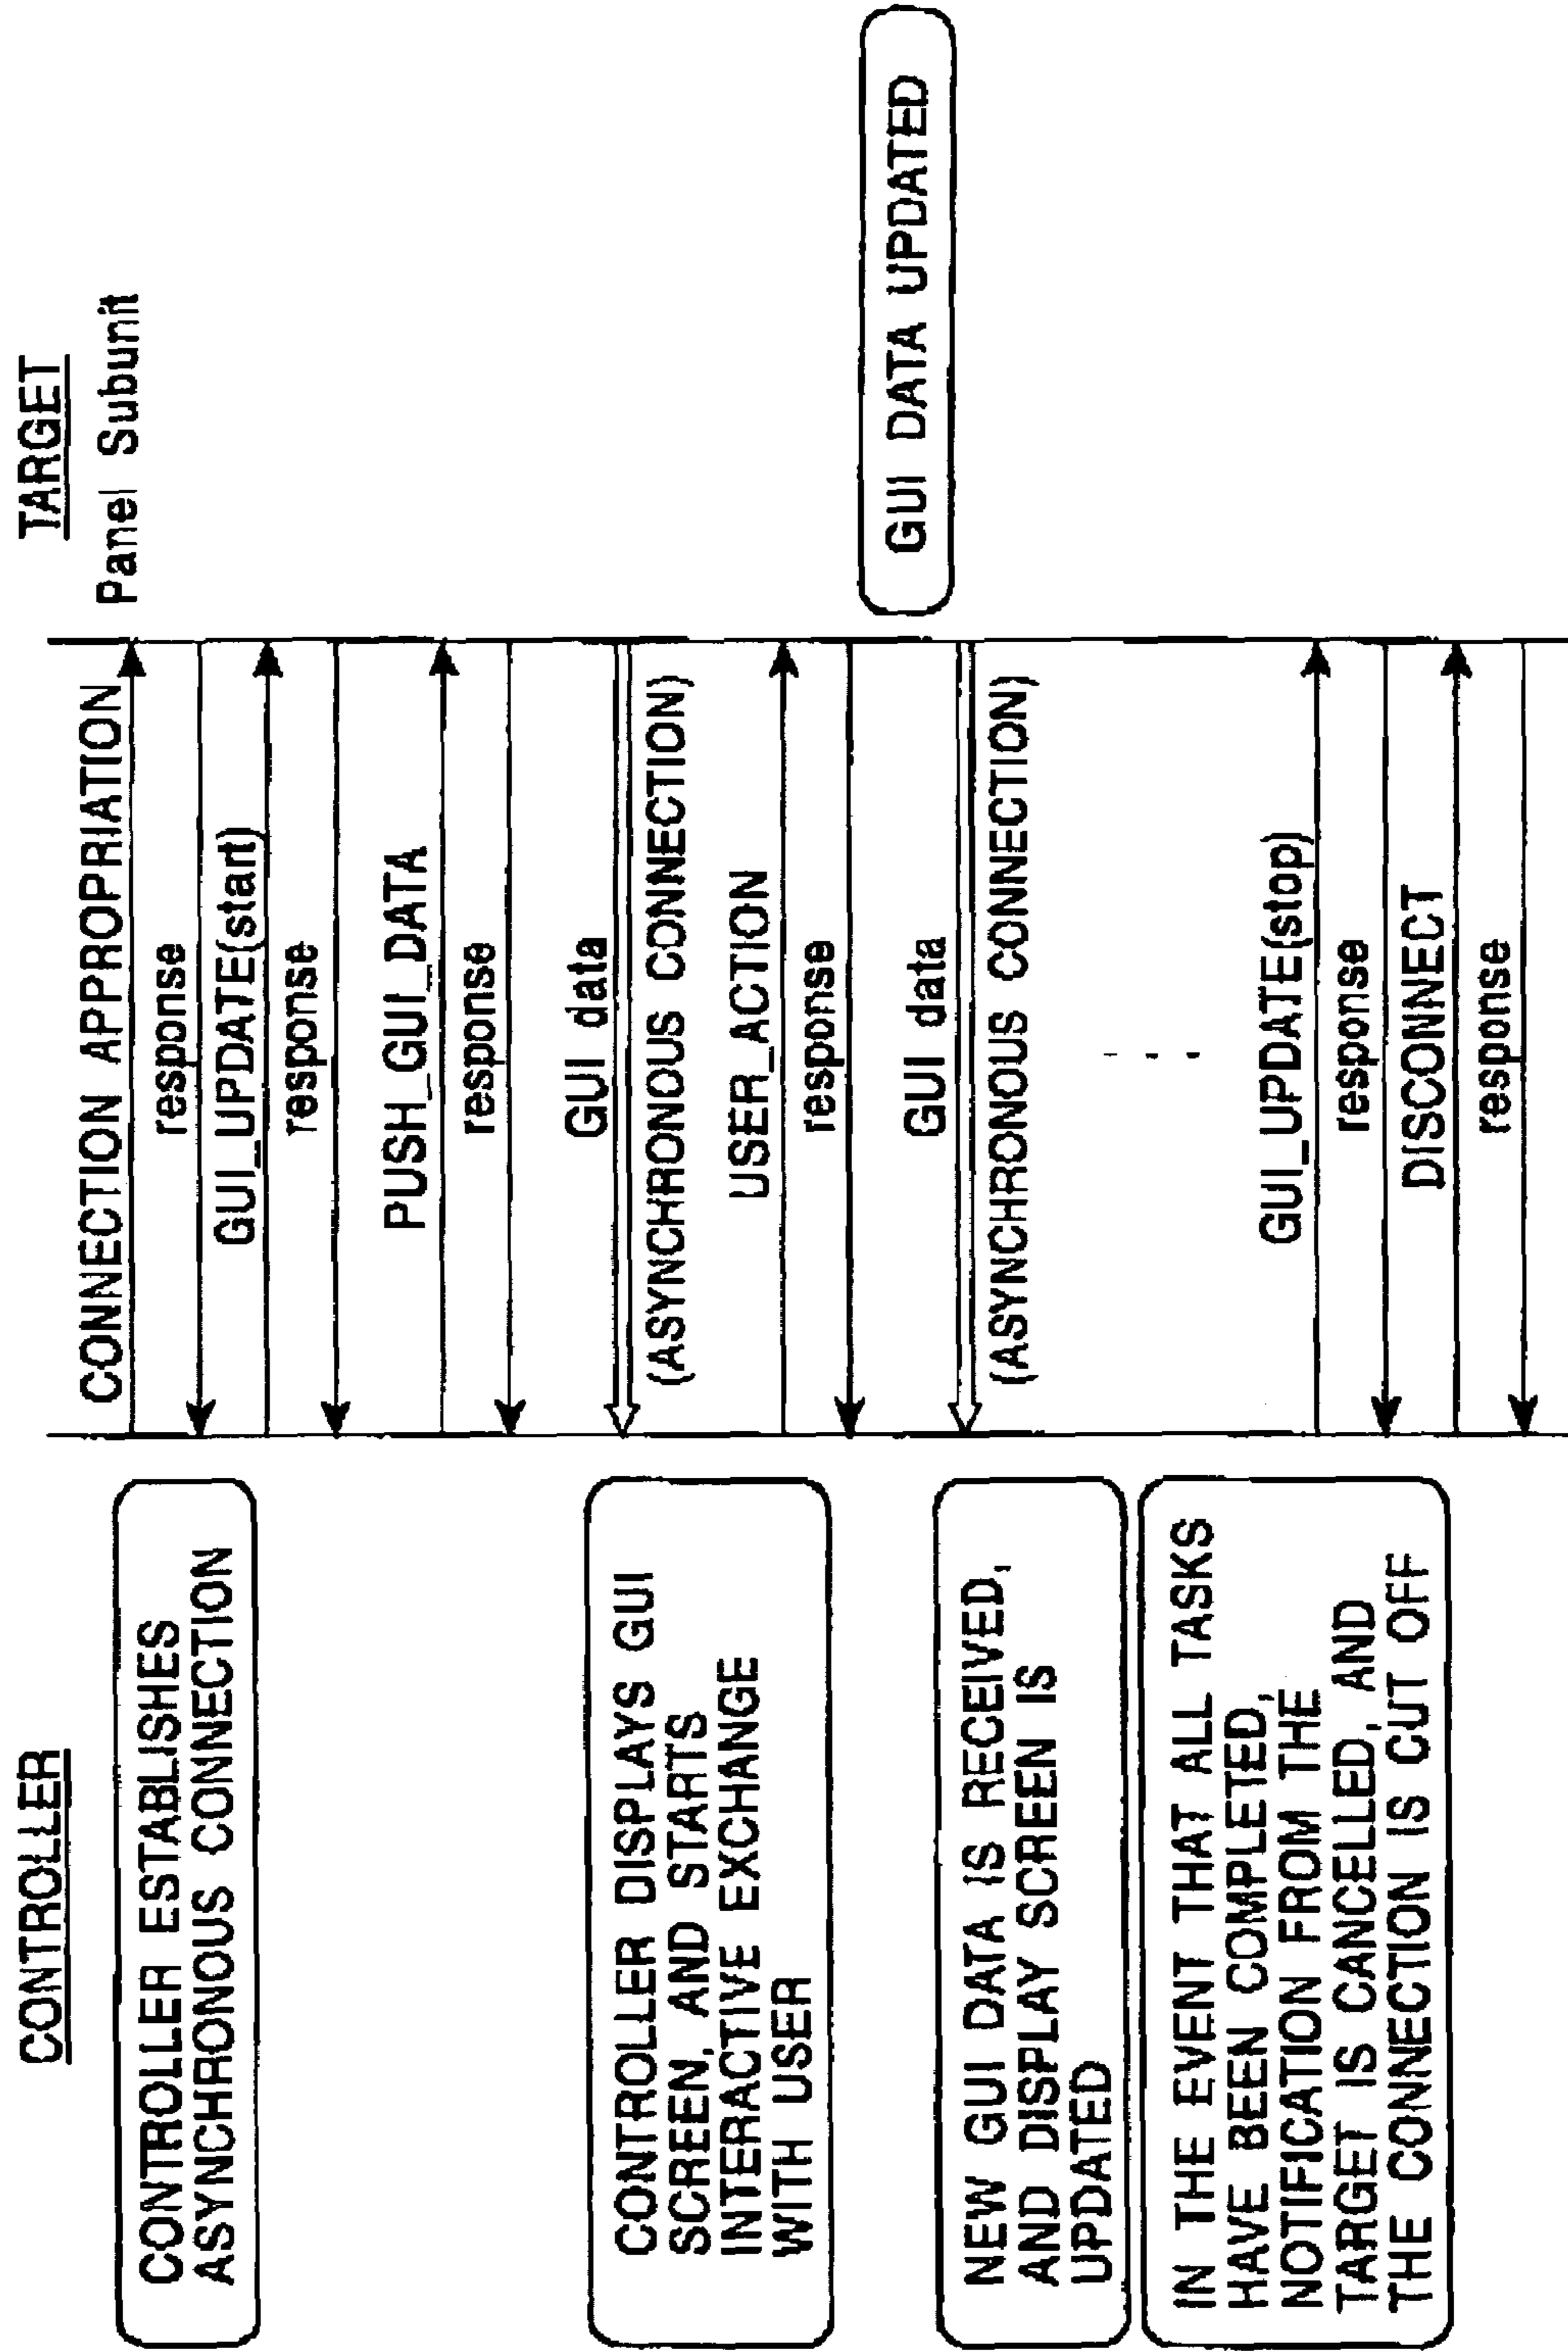 CONTROLLER
TARGET
Panel Subunit
CONTROLLER ESTABLISHES
ASYNCHRONOUS CONNECTION
CONNECTION APPROPRIATION
response
GUI_UPDATE(start)
response
PUSH_GUI_DATA
response
CONTROLLER DISPLAYS GUI
SCREEN, AND STARTS
INTERACTIVE EXCHANGE
WITH USER
GUI data
(ASYNCHRONOUS CONNECTION)
USER_ACTION
response
GUI DATA UPDATED
NEW GUI DATA IS RECEIVED,
AND DISPLAY SCREEN IS
UPDATED
GUI data
(ASYNCHRONOUS CONNECTION)
IN THE EVENT THAT ALL TASKS
HAVE BEEN COMPLETED,
NOTIFICATION FROM THE
TARGET IS CANCELLED, AND
THE CONNECTION IS CUT OFF
GUI_UPDATE(stop)
response
DISCONNECT
response